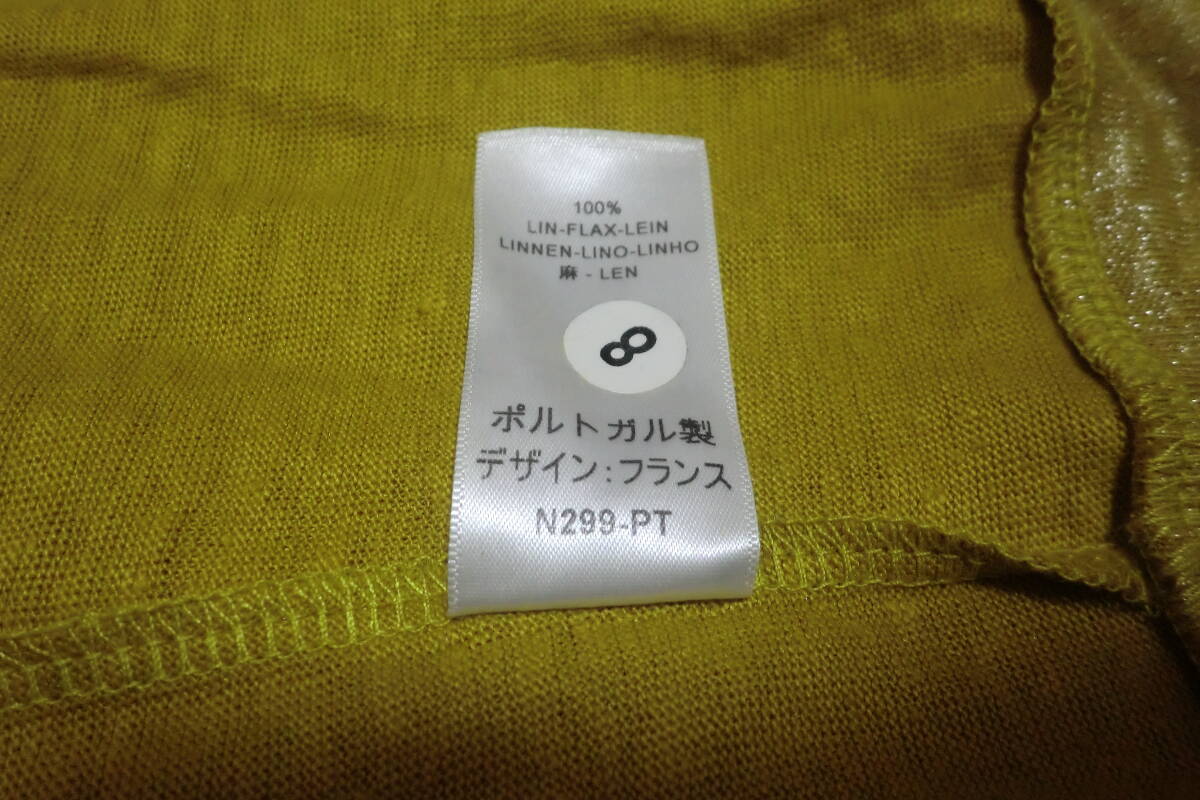 100%
LIN-FLAX-LEIN
LINNEN-LINO-LINHO
麻 - LEN
8
ポルトガル製
デザイン:フランス
N299-PT